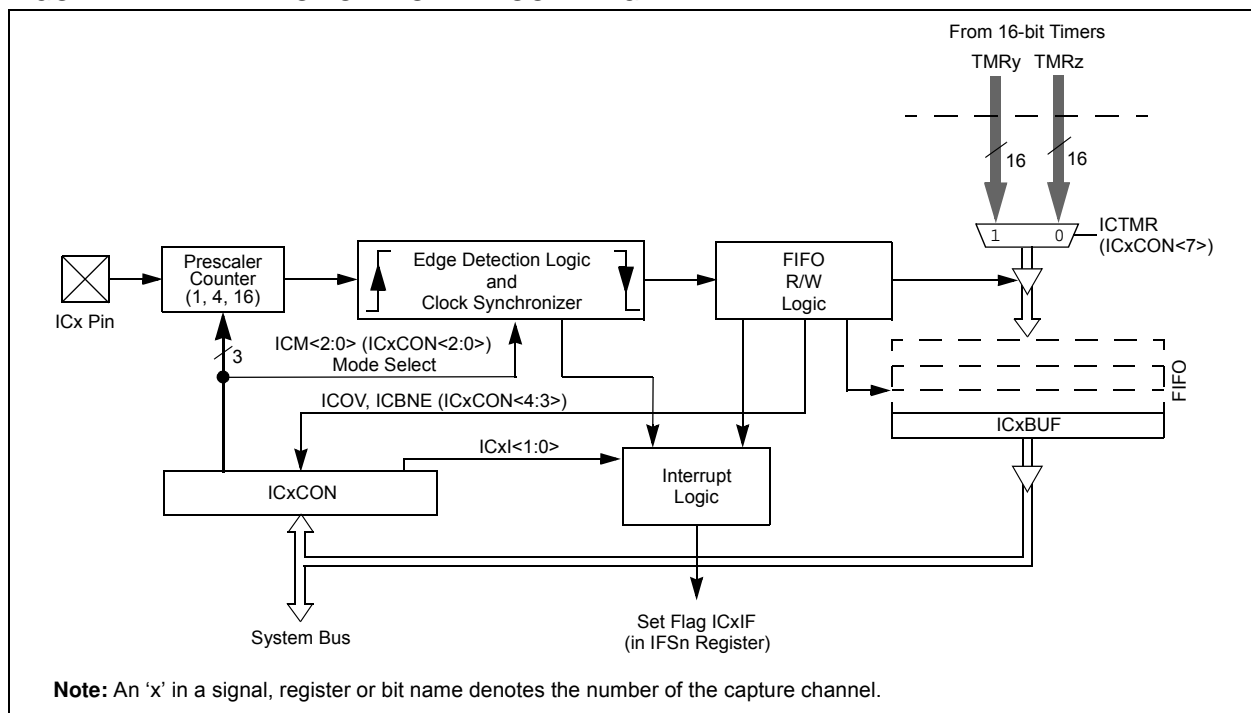 From 16-bit Timers
TMRy TMRz
16 16
1 0
ICTMR
(ICxCON<7>)
ICx Pin
Prescaler
Counter
(1, 4, 16)
3
Edge Detection Logic
and
Clock Synchronizer
FIFO
R/W
Logic
ICM<2:0> (ICxCON<2:0>)
Mode Select
ICOV, ICBNE (ICxCON<4:3>)
ICxI<1:0>
ICxCON
Interrupt
Logic
FIFO
ICxBUF
System Bus
Set Flag ICxIF
(in IFSn Register)
Note: An ‘x’ in a signal, register or bit name denotes the number of the capture channel.